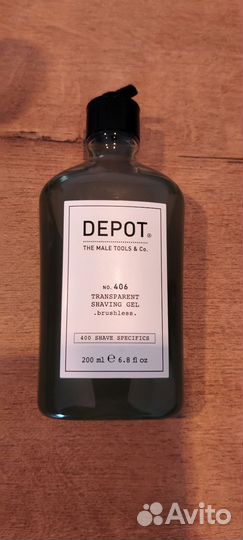 DEPOT®
THE MALE TOOLS & Co.
NO. 406
TRANSPARENT
SHAVING GEL
.brushless.
400 SHAVE SPECIFICS
200 ml ℮ 6.8 fl oz
Avito